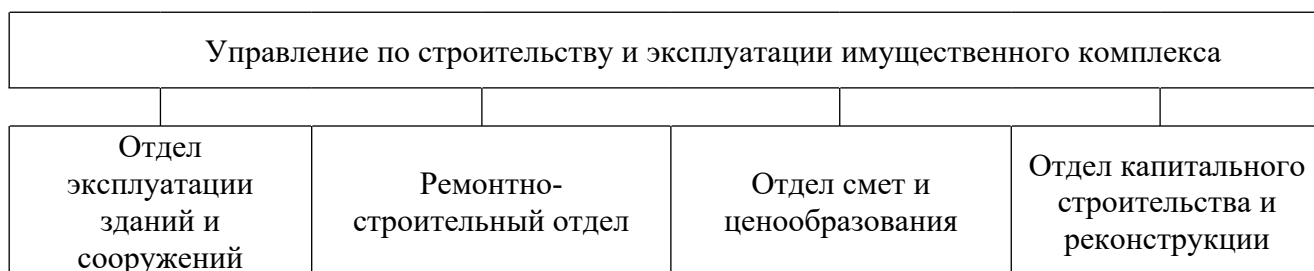 Управление по строительству и эксплуатации имущественного комплекса
Отдел
эксплуатации
зданий и
сооружений
Ремонтно-
строительный отдел
Отдел смет и
ценообразования
Отдел капитального
строительства и
реконструкции